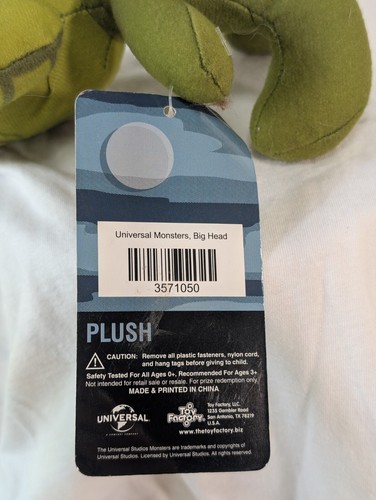 Universal Monsters, Big Head
3571050
PLUSH
CAUTION: Remove all plastic fasteners, nylon cord,
and hang tags before giving to child.
Safety Tested For All Ages 0+. Recommended For Ages 3+
Not intended for retail sale or resale. For prize redemption only.
MADE & PRINTED IN CHINA
UNIVERSAL
A COMCAST COMPANY
Toy Factory
Toy Factory, LLC.
1235 Gembler Road
San Antonio, TX 78219
U.S.A.
www.thetoyfactory.biz
The Universal Studios Monsters are trademarks and copyrights of
Universal Studios. Licensed by Universal Studios. All rights reserved.